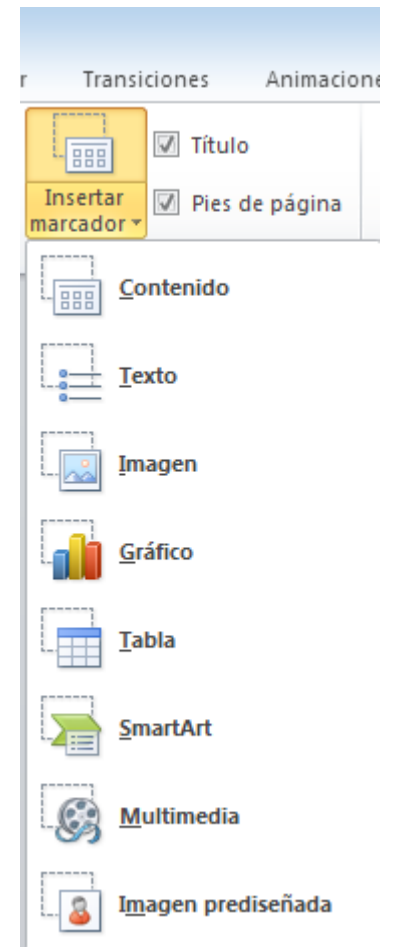 r Transiciones Animacione
Título
Insertar
marcador
Pies de página
Contenido
Texto
Imagen
Gráfico
Tabla
SmartArt
Multimedia
Imagen prediseñada